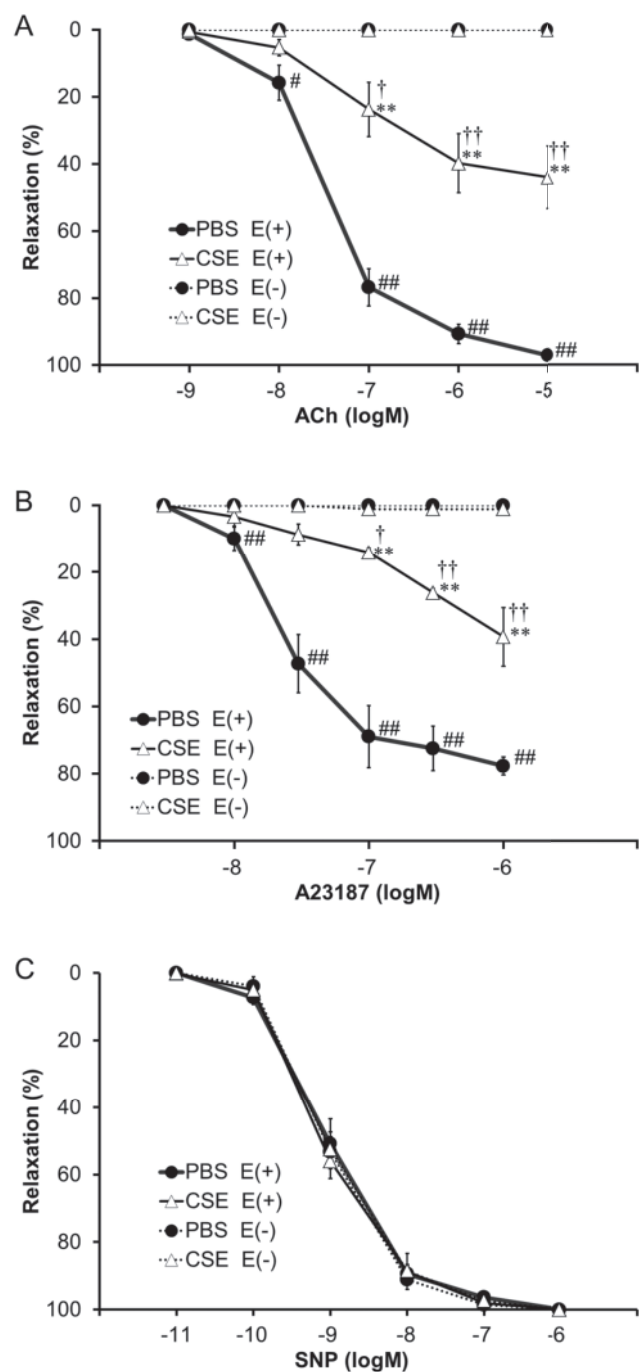 A
0
20
40
60
80
100
Relaxation (%)
#
##
##
##
†
**
††
**
††
**
PBS E(+)
CSE E(+)
PBS E(-)
CSE E(-)
-9 -8 -7 -6 -5
ACh (logM)
B
0
20
40
60
80
100
Relaxation (%)
##
##
##
##
##
†
**
††
**
††
**
PBS E(+)
CSE E(+)
PBS E(-)
CSE E(-)
-8 -7 -6
A23187 (logM)
C
0
20
40
60
80
100
Relaxation (%)
PBS E(+)
CSE E(+)
PBS E(-)
CSE E(-)
-11 -10 -9 -8 -7 -6
SNP (logM)